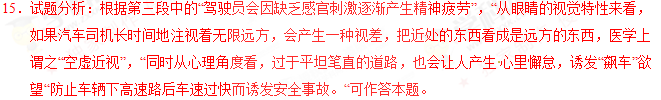 15．试题分析：根据第三段中的“驾驶员会因缺乏感官刺激逐渐产生精神疲劳”，“从眼睛的视觉特性来看，
如果汽车司机长时间地注视着无限远方，会产生一种视差，把近处的东西看成是远方的东西，医学上
谓之“空虚近视”，“同时从心理角度看，过于平坦笔直的道路，也会让人产生心里懈怠，诱发“飙车”欲
望“防止车辆下高速路后车速过快而诱发安全事故。“可作答本题。